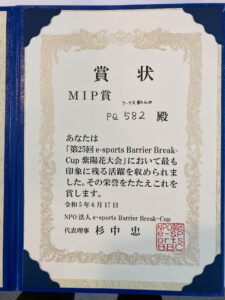 賞状
MIP賞
PQ 582 殿
あなたは
「第25回 e-sports Barrier Break-
Cup 紫陽花大会」において最も
印象に残る活躍を収められまし
た。その栄誉をたたえこれを
賞します。
令和5年6月17日
NPO法人 e-sports Barrier Break-Cup
代表理事 杉中 忠
NPO
e-sp
orts
BBC